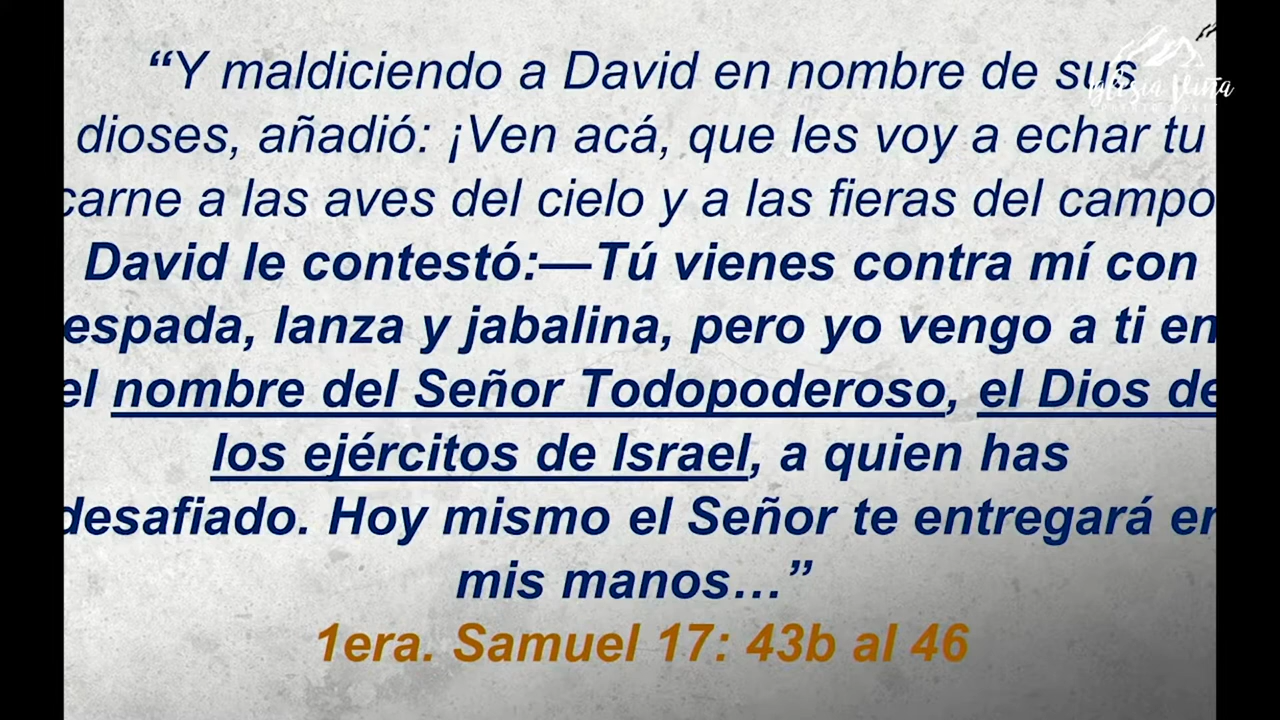 “Y maldiciendo a David en nombre de sus
dioses, añadió: ¡Ven acá, que les voy a echar tu
carne a las aves del cielo y a las fieras del campo
David le contestó:—Tú vienes contra mí con
espada, lanza y jabalina, pero yo vengo a ti en
el nombre del Señor Todopoderoso, el Dios de
los ejércitos de Israel, a quien has
desafiado. Hoy mismo el Señor te entregará en
mis manos…”
1era. Samuel 17: 43b al 46
Iglesia Viña